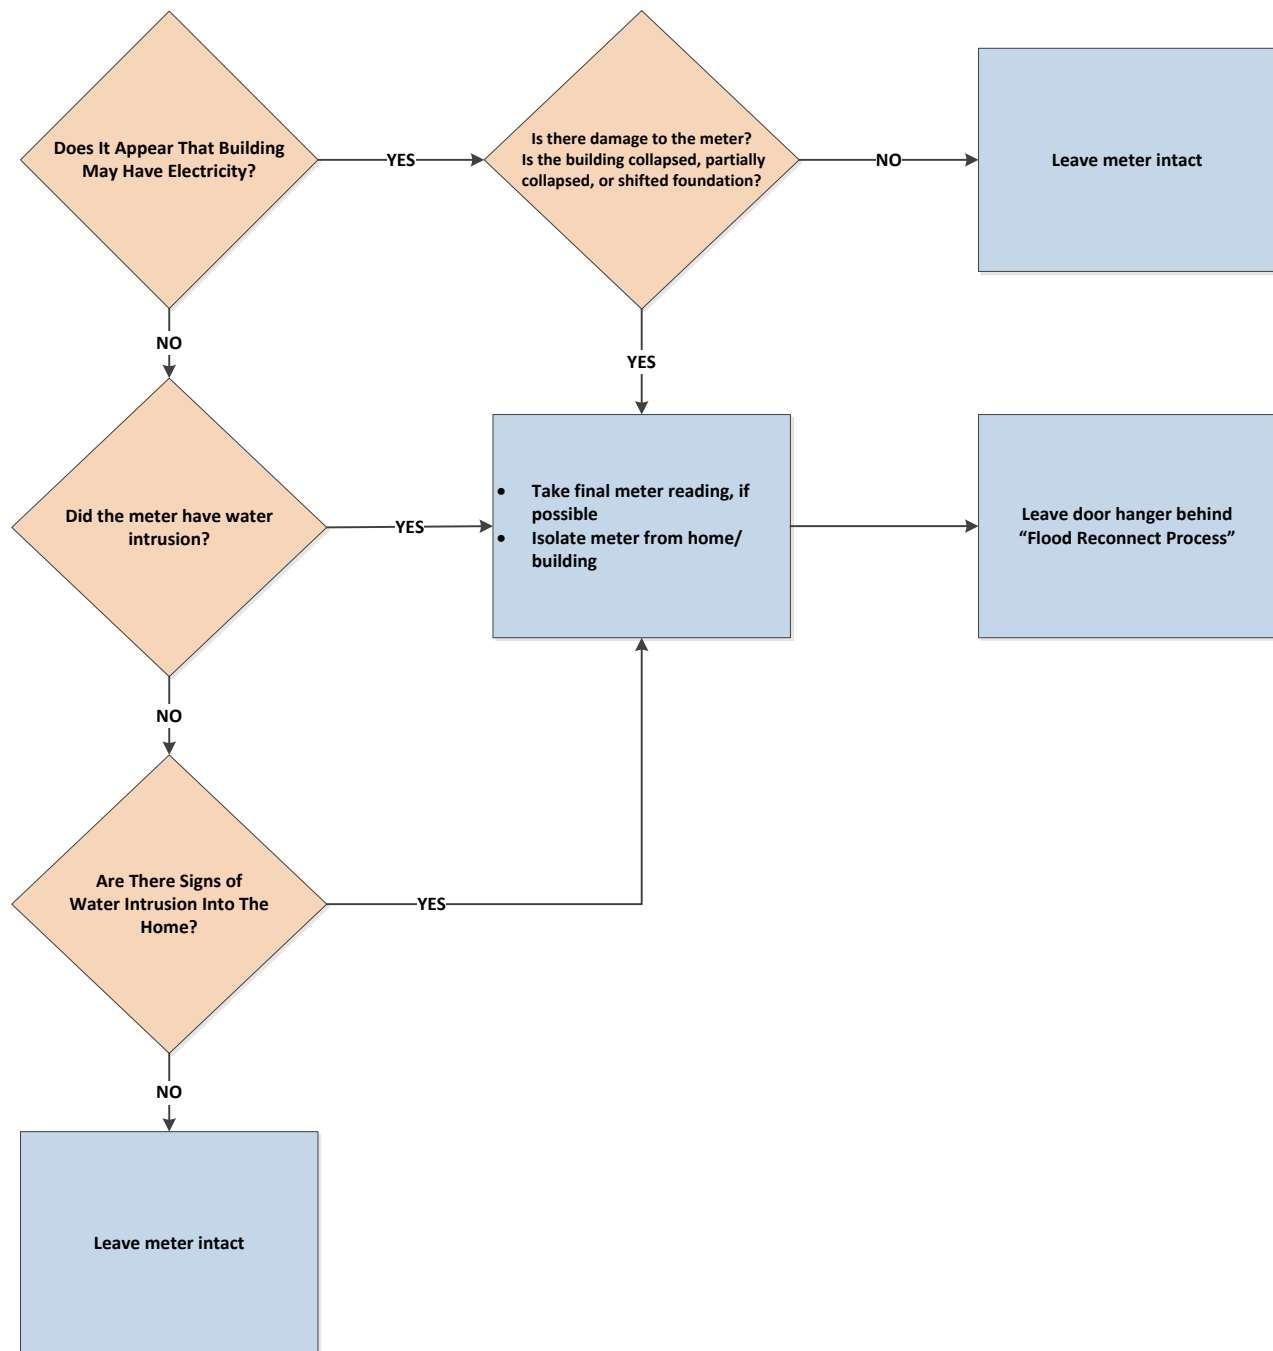 Does It Appear That Building
May Have Electricity?
YES
Is there damage to the meter?
Is the building collapsed, partially
collapsed, or shifted foundation?
NO
Leave meter intact
NO
YES
Did the meter have water
intrusion?
YES
• Take final meter reading, if
possible
• Isolate meter from home/
building
Leave door hanger behind
“Flood Reconnect Process”
NO
Are There Signs of
Water Intrusion Into The
Home?
YES
NO
Leave meter intact